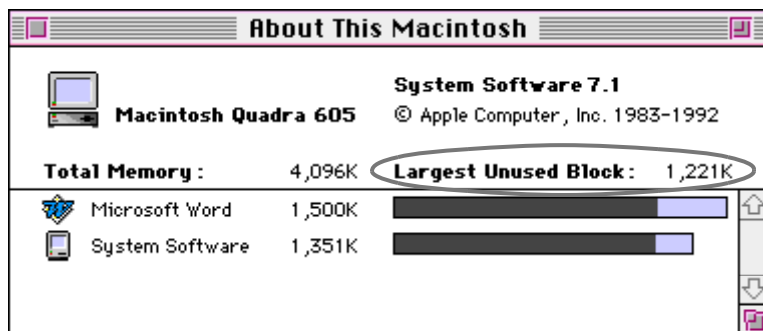 About This Macintosh
System Software 7.1
Macintosh Quadra 605
© Apple Computer, Inc. 1983-1992
Total Memory: 4,096K Largest Unused Block: 1,221K
Microsoft Word 1,500K
System Software 1,351K